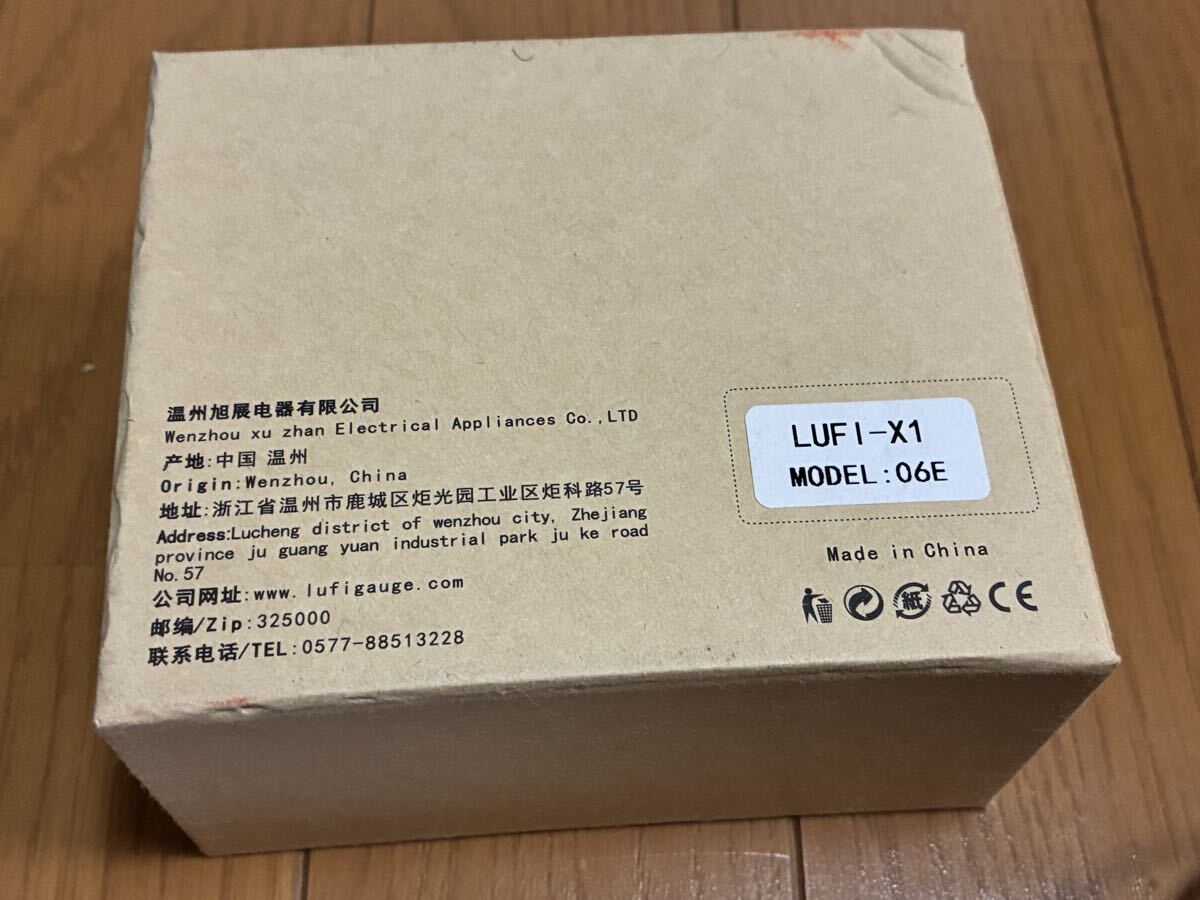 温州旭展电器有限公司
Wenzhou xu zhan Electrical Appliances Co.,LTD
产地:中国 温州
Origin:Wenzhou, China
地址:浙江省温州市鹿城区炬光园工业区炬科路57号
Address:Lucheng district of wenzhou city, Zhejiang
province ju guang yuan industrial park ju ke road
No.57
公司网址:www.lufigauge.com
邮编/Zip:325000
联系电话/TEL:0577-88513228
LUFI-X1
MODEL:06E
Made in China
紙
CE